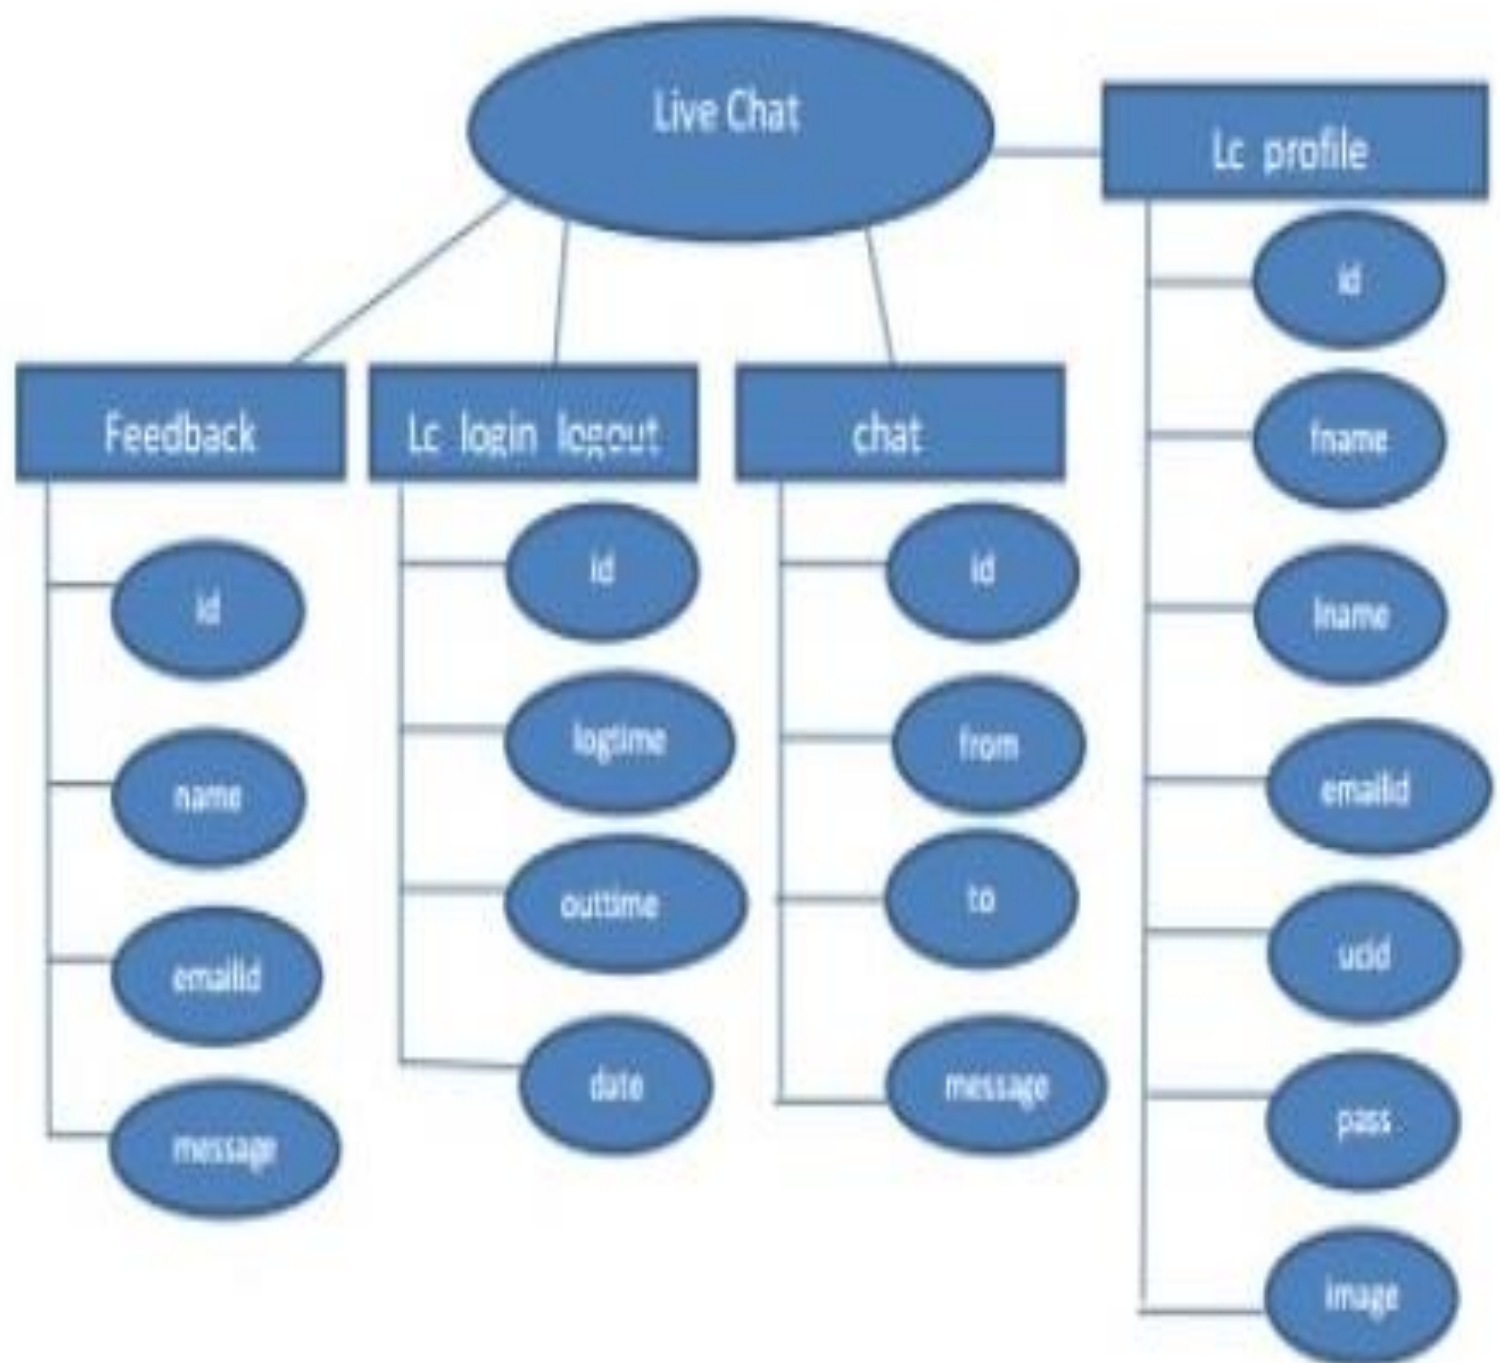 Live Chat
Lc profile
id
fname
lname
emailid
ucid
pass
image
Feedback
id
name
emailid
message
Lc login logout
id
logtime
outtime
date
chat
id
from
to
message